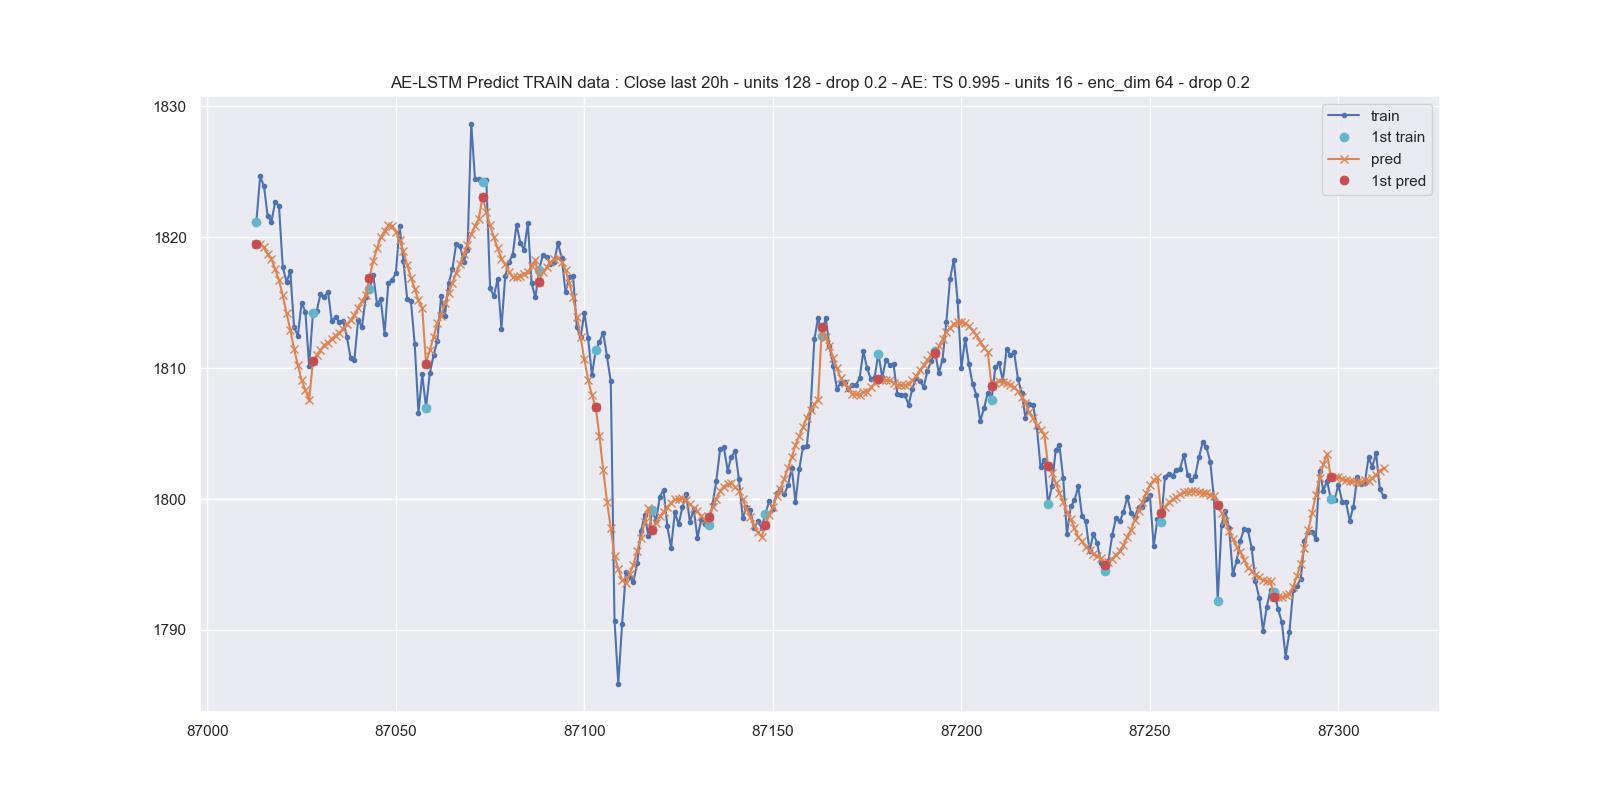 AE-LSTM Predict TRAIN data : Close last 20h - units 128 - drop 0.2 - AE: TS 0.995 - units 16 - enc_dim 64 - drop 0.2
1830
1820
1810
1800
1790
train
1st train
pred
1st pred
87000 87050 87100 87150 87200 87250 87300